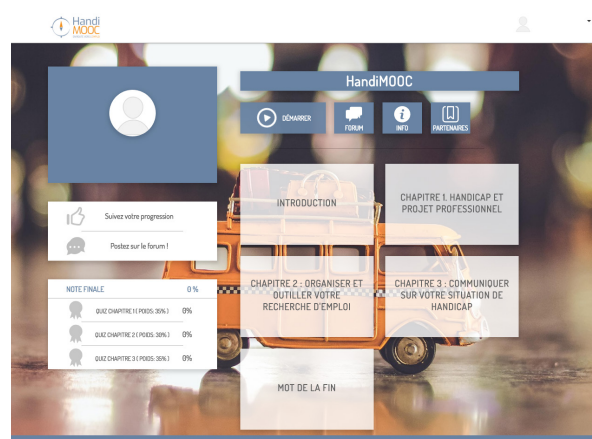 Handi
MOOC
HandiMOOC
DÉMARRER
FORUM
INFO
PARTENAIRES
Suivez votre progression
Postez sur le forum !
NOTE FINALE 0 %
QUIZ CHAPITRE 1 ( POIDS: 35% ) 0%
QUIZ CHAPITRE 2 ( POIDS: 30% ) 0%
QUIZ CHAPITRE 3 ( POIDS: 35% ) 0%
INTRODUCTION
CHAPITRE 1. HANDICAP ET
PROJET PROFESSIONNEL
CHAPITRE 2 : ORGANISER ET
OUTILLER VOTRE
RECHERCHE D'EMPLOI
CHAPITRE 3 : COMMUNIQUER
SUR VOTRE SITUATION DE
HANDICAP
MOT DE LA FIN